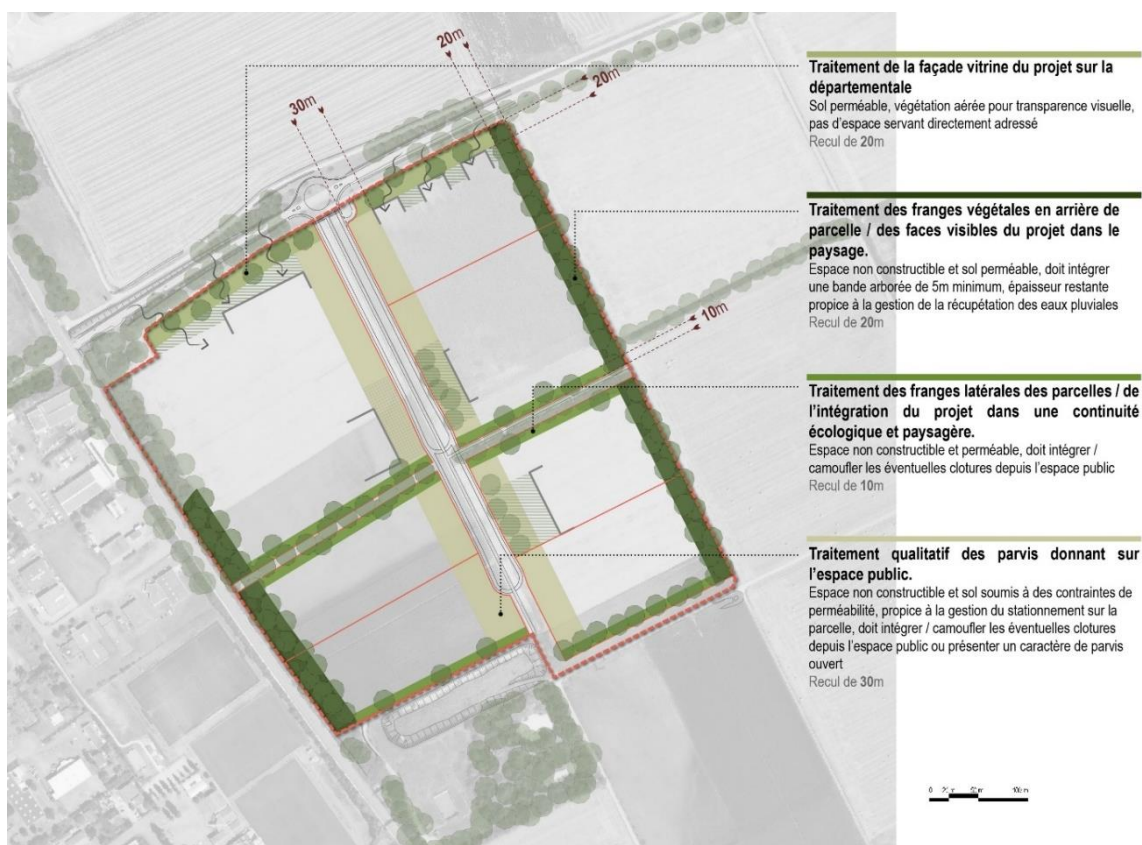 20m
20m
30m
10m
Traitement de la façade vitrine du projet sur la
départementale
Sol perméable, végétation aérée pour transparence visuelle,
pas d'espace servant directement adressé
Recul de 20m
Traitement des franges végétales en arrière de
parcelle / des faces visibles du projet dans le
paysage.
Espace non constructible et sol perméable, doit intégrer
une bande arborée de 5m minimum, épaisseur restante
propice à la gestion de la récupétation des eaux pluviales
Recul de 20m
Traitement des franges latérales des parcelles / de
l'intégration du projet dans une continuité
écologique et paysagère.
Espace non constructible et perméable, doit intégrer /
camoufler les éventuelles clotures depuis l'espace public
Recul de 10m
Traitement qualitatif des parvis donnant sur
l'espace public.
Espace non constructible et sol soumis à des contraintes de
perméabilité, propice à la gestion du stationnement sur la
parcelle, doit intégrer / camoufler les éventuelles clotures
depuis l'espace public ou présenter un caractère de parvis
ouvert
Recul de 30m
0 50m 100m